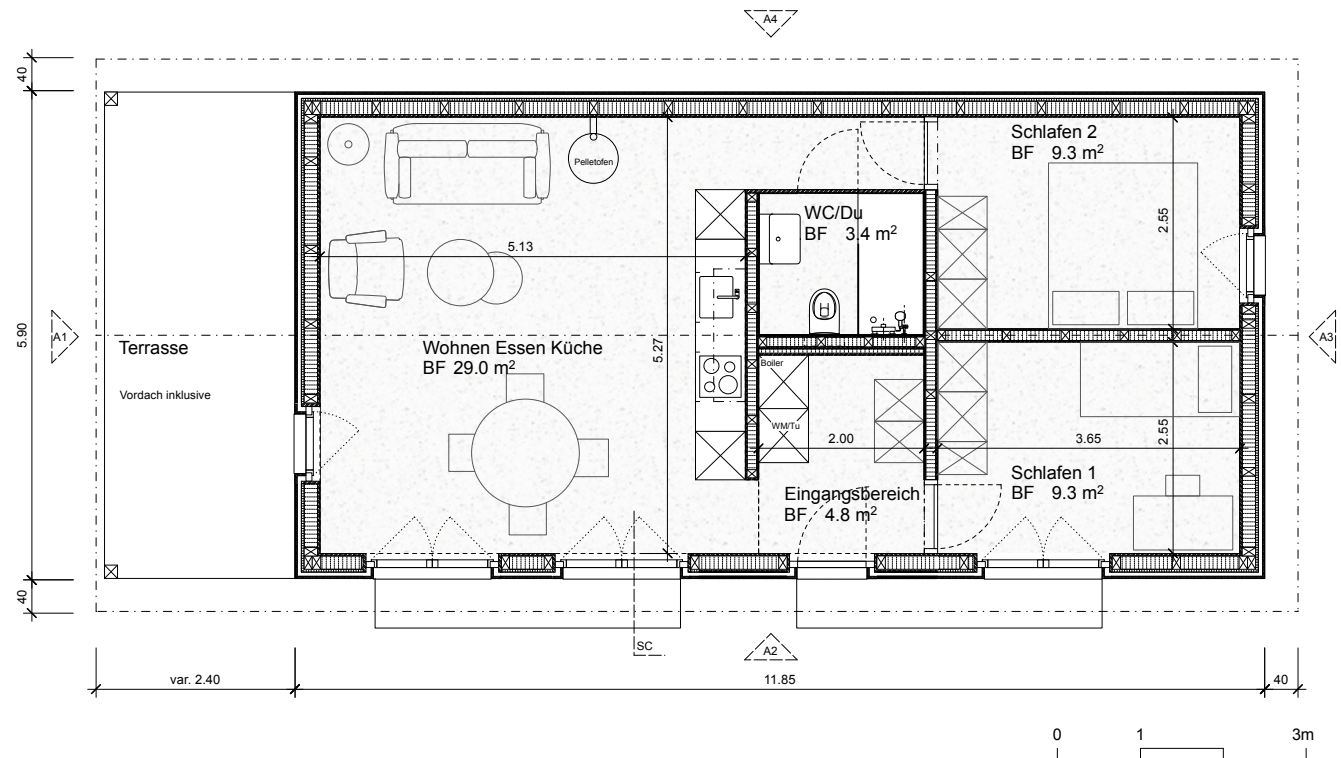 A4
40
Schlafen 2
BF 9.3 m²
Pelletofen
WC/Du
BF 3.4 m²
2.55
5.13
5.90
A1
A3
Terrasse
Wohnen Essen Küche
BF 29.0 m²
5.27
Boiler
Vordach inklusive
WM/Tu
2.00
3.65
2.55
Schlafen 1
BF 9.3 m²
Eingangsbereich
BF 4.8 m²
40
SC
A2
var. 2.40
11.85
40
0 1 3m